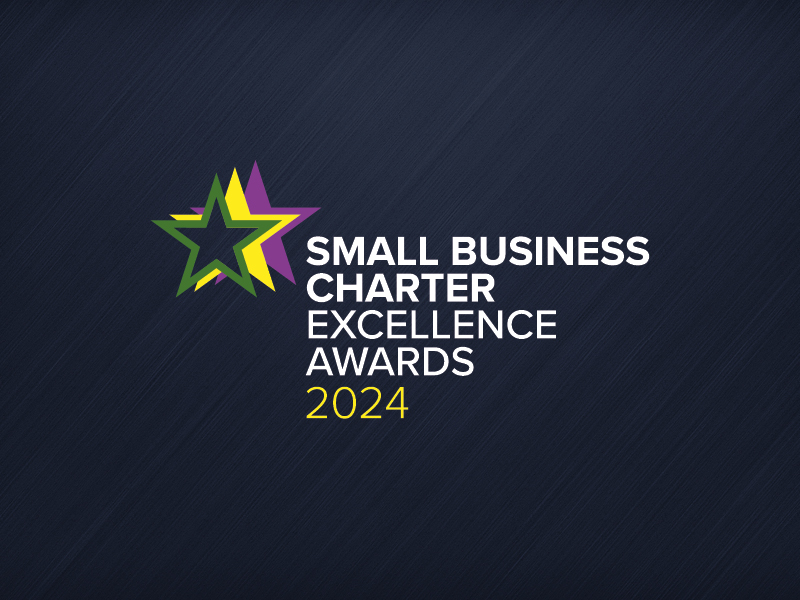 SMALL BUSINESS
CHARTER
EXCELLENCE
AWARDS
2024